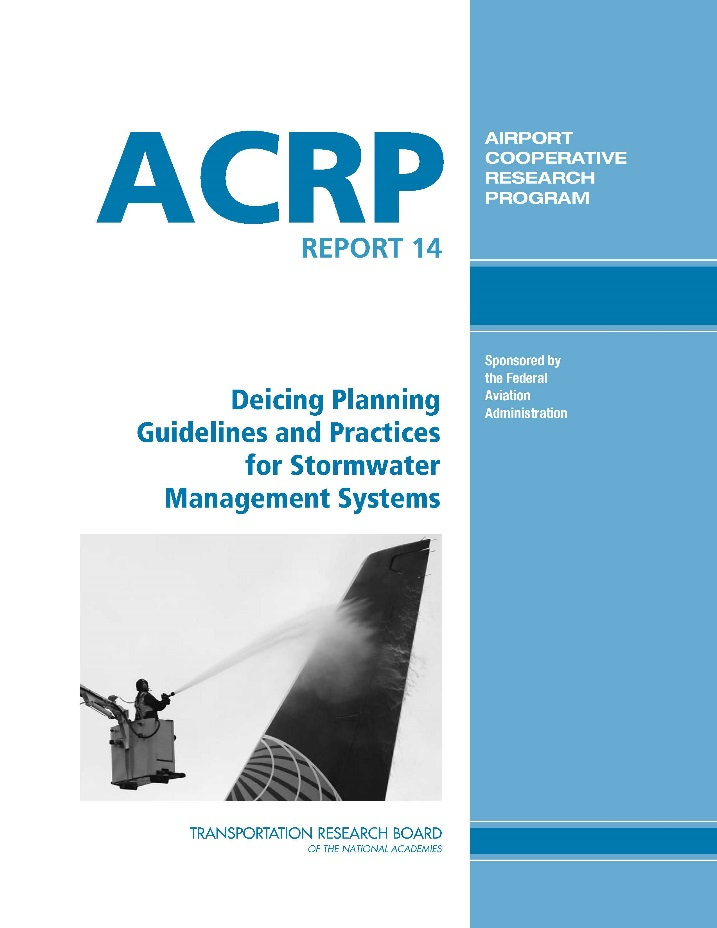 ACRP
REPORT 14
AIRPORT
COOPERATIVE
RESEARCH
PROGRAM
Sponsored by
the Federal
Aviation
Administration
Deicing Planning
Guidelines and Practices
for Stormwater
Management Systems
TRANSPORTATION RESEARCH BOARD
OF THE NATIONAL ACADEMIES